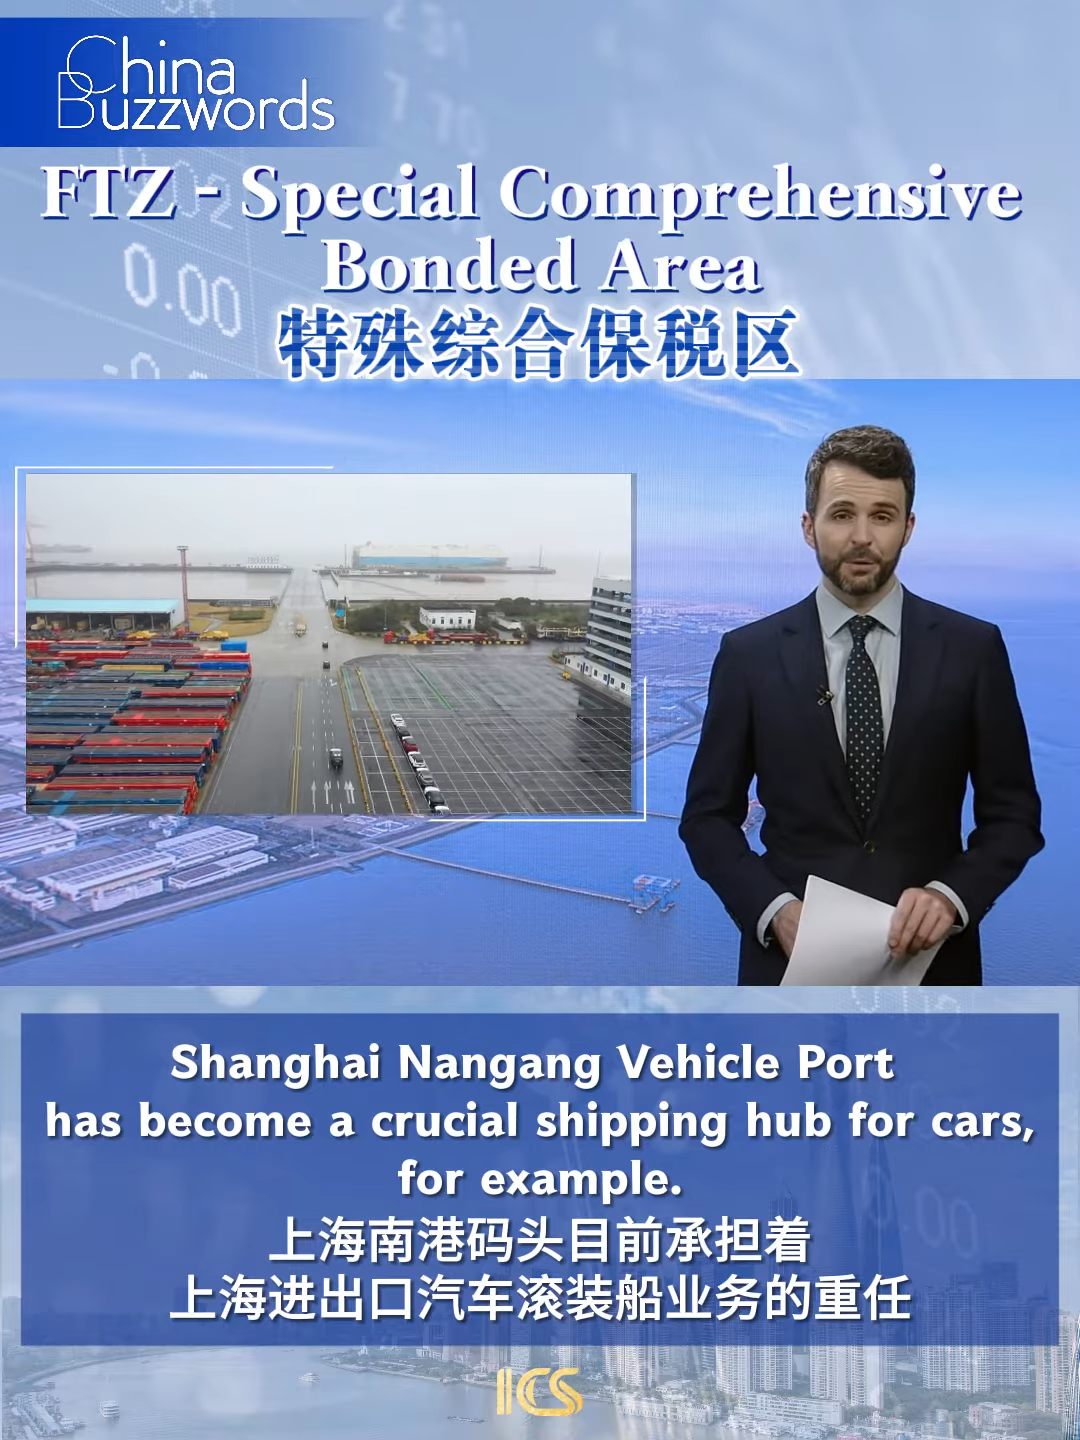 China
Buzzwords
FTZ - Special Comprehensive
Bonded Area
特殊综合保税区
0.00
Shanghai Nangang Vehicle Port
has become a crucial shipping hub for cars,
for example.
上海南港码头目前承担着
上海进出口汽车滚装船业务的重任
ICS